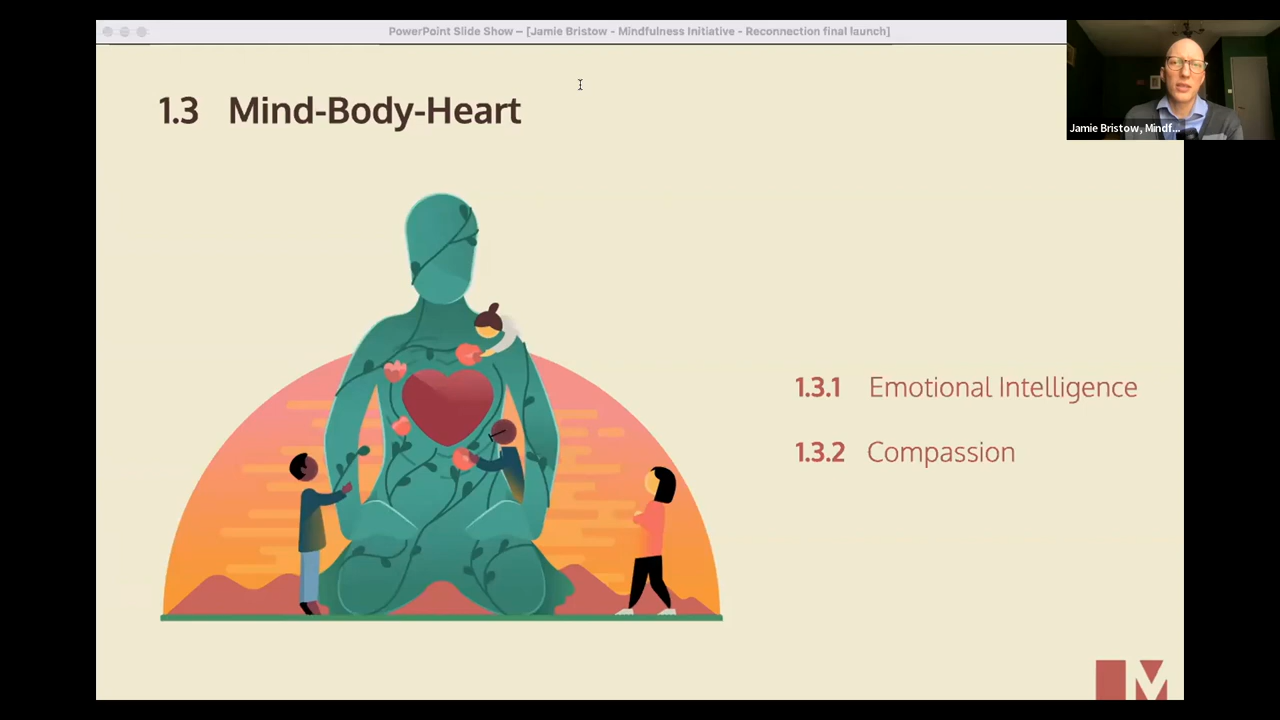 PowerPoint Slide Show – [Jamie Bristow - Mindfulness Initiative - Reconnection final launch]
Jamie Bristow, Mindf...
1.3 Mind-Body-Heart
1.3.1 Emotional Intelligence
1.3.2 Compassion
M